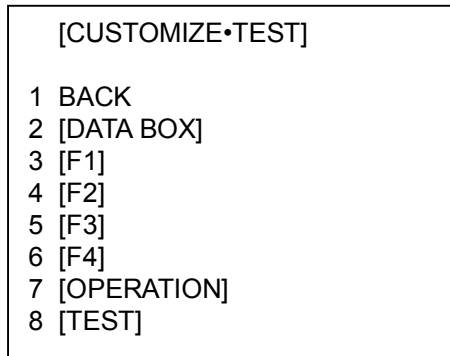 [CUSTOMIZE•TEST]
1 BACK
2 [DATA BOX]
3 [F1]
4 [F2]
5 [F3]
6 [F4]
7 [OPERATION]
8 [TEST]